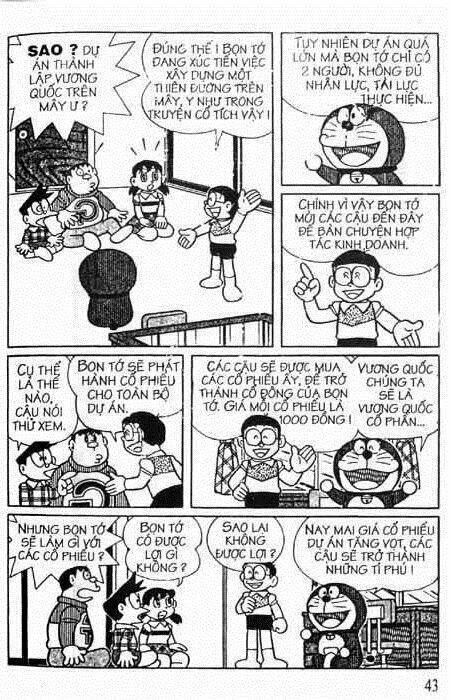 SAO ? DỰ
ÁN THÀNH
LẬP VƯƠNG
QUỐC TRÊN
MÂY Ư ?
ĐÚNG THẾ ! BỌN TỚ
ĐANG XÚC TIẾN VIỆC
XÂY DỰNG MỘT
THIÊN ĐƯỜNG TRÊN
MÂY, Y NHƯ TRONG
TRUYỆN CỔ TÍCH VẬY !
TUY NHIÊN DỰ ÁN QUÁ
LỚN MÀ BỌN TỚ CHỈ CÓ
2 NGƯỜI, KHÔNG ĐỦ
NHÂN LỰC, TÀI LỰC
THỰC HIỆN...
CHÍNH VÌ VẬY BỌN TỚ
MỜI CÁC CẬU ĐẾN ĐÂY
ĐỂ BÀN CHUYỆN HỢP
TÁC KINH DOANH.
CỤ THỂ
LÀ THẾ
NÀO,
CẬU NÓI
THỬ XEM.
BỌN TỚ SẼ PHÁT
HÀNH CỔ PHIẾU
CHO TOÀN BỘ
DỰ ÁN.
CÁC CẬU SẼ ĐƯỢC MUA
CÁC CỔ PHIẾU ẤY, ĐỂ TRỞ
THÀNH CỔ ĐÔNG CỦA BỌN
TỚ. GIÁ MỖI CỔ PHIẾU LÀ
1000 ĐỒNG !
VƯƠNG QUỐC
CHÚNG TA
SẼ LÀ
VƯƠNG QUỐC
CỔ PHẦN...
NHƯNG BỌN TỚ
SẼ LÀM GÌ VỚI
CÁC CỔ PHIẾU ?
BỌN TỚ
CÓ ĐƯỢC
LỢI GÌ
KHÔNG ?
SAO LẠI
KHÔNG
ĐƯỢC LỢI ?
NAY MAI GIÁ CỔ PHIẾU
DỰ ÁN TĂNG VỌT, CÁC
CẬU SẼ TRỞ THÀNH
NHỮNG TỈ PHÚ !
43